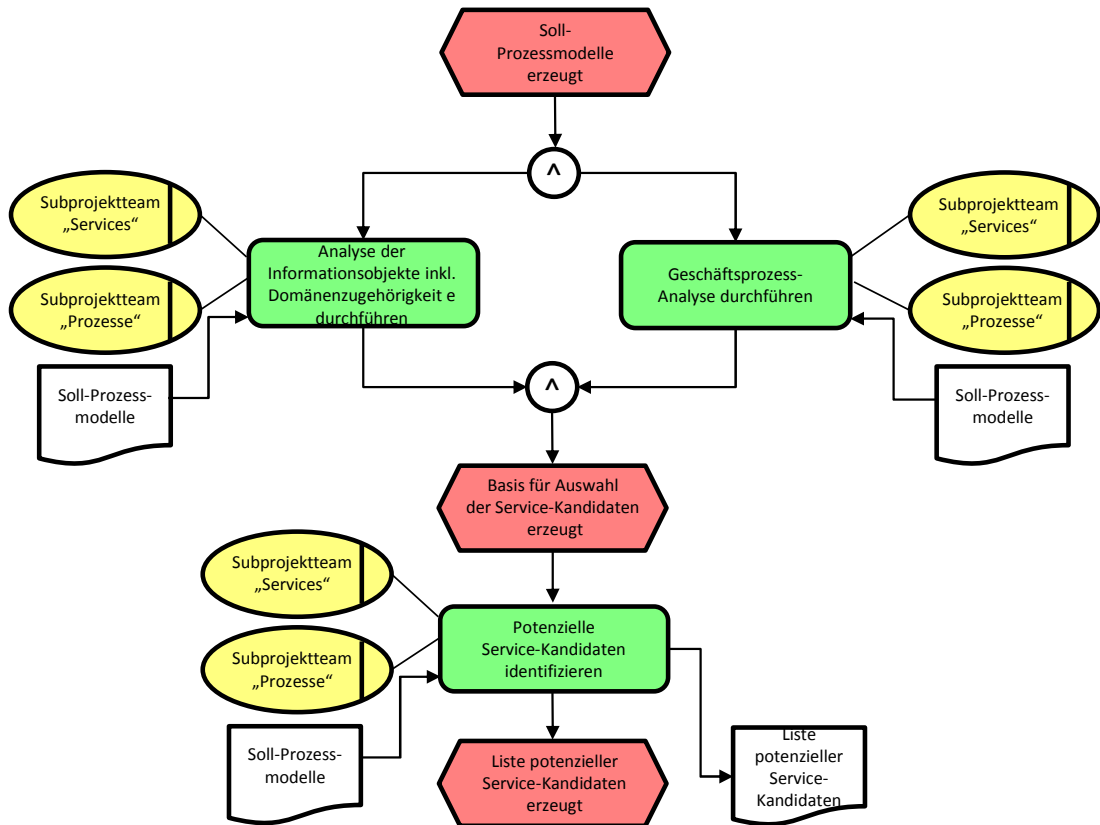 Soll-
Prozessmodelle
erzeugt
^
Subprojektteam
„Services“
Subprojektteam
„Prozesse“
Soll-Prozess-
modelle
Analyse der
Informationsobjekte inkl.
Domänenzugehörigkeit e
durchführen
Geschäftsprozess-
Analyse durchführen
Subprojektteam
„Services“
Subprojektteam
„Prozesse“
Soll-Prozess-
modelle
^
Basis für Auswahl
der Service-Kandidaten
erzeugt
Subprojektteam
„Services“
Subprojektteam
„Prozesse“
Soll-Prozess-
modelle
Potenzielle
Service-Kandidaten
identifizieren
Liste potenzieller
Service-Kandidaten
erzeugt
Liste
potenzieller
Service-
Kandidaten